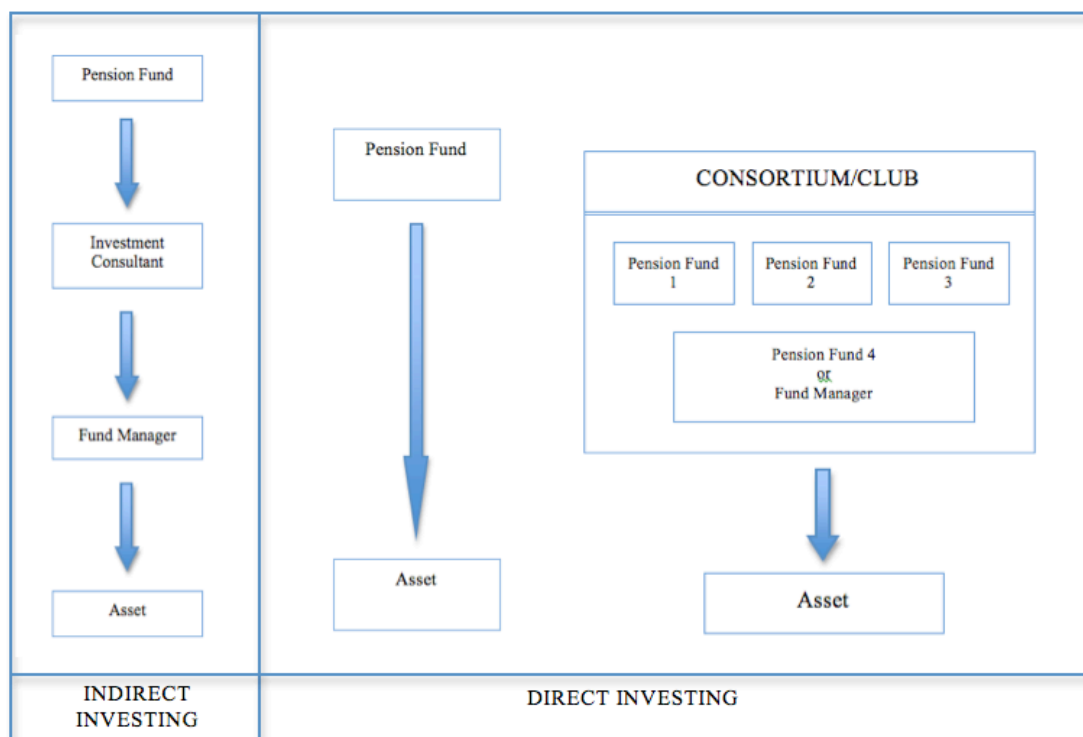 Pension Fund
Investment
Consultant
Fund Manager
Asset
INDIRECT
INVESTING
Pension Fund
Asset
CONSORTIUM/CLUB
Pension Fund
1
Pension Fund
2
Pension Fund
3
Pension Fund 4
or
Fund Manager
Asset
DIRECT INVESTING